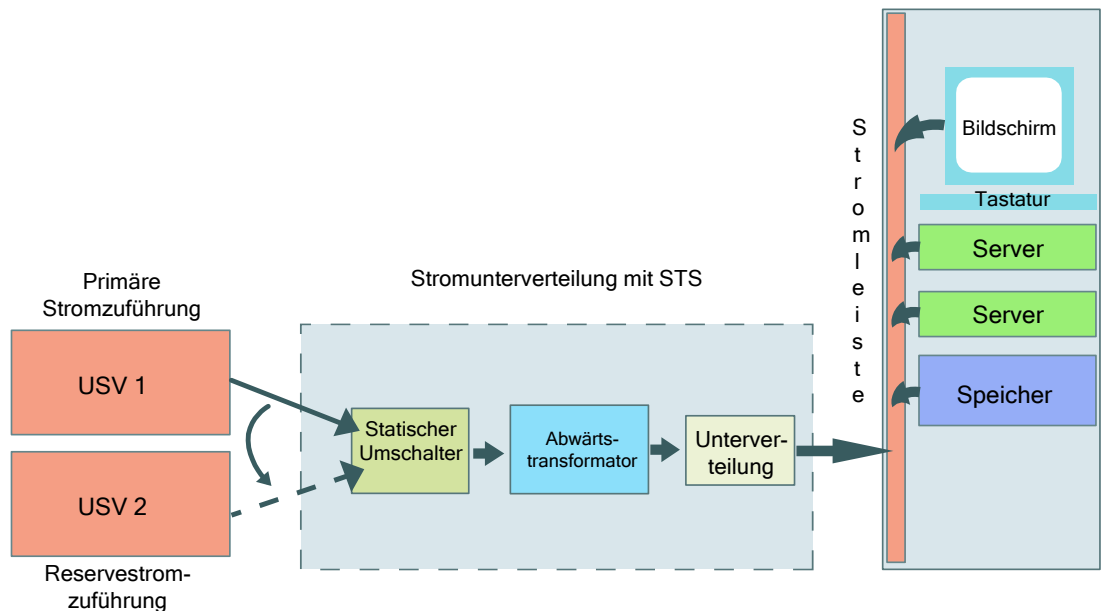 Primäre
Stromzuführung
USV 1
USV 2
Reservestrom-
zuführung
Stromunterverteilung mit STS
Statischer
Umschalter
Abwärts-
transformator
Unterver-
teilung
Stromleiste
Bildschirm
Tastatur
Server
Server
Speicher